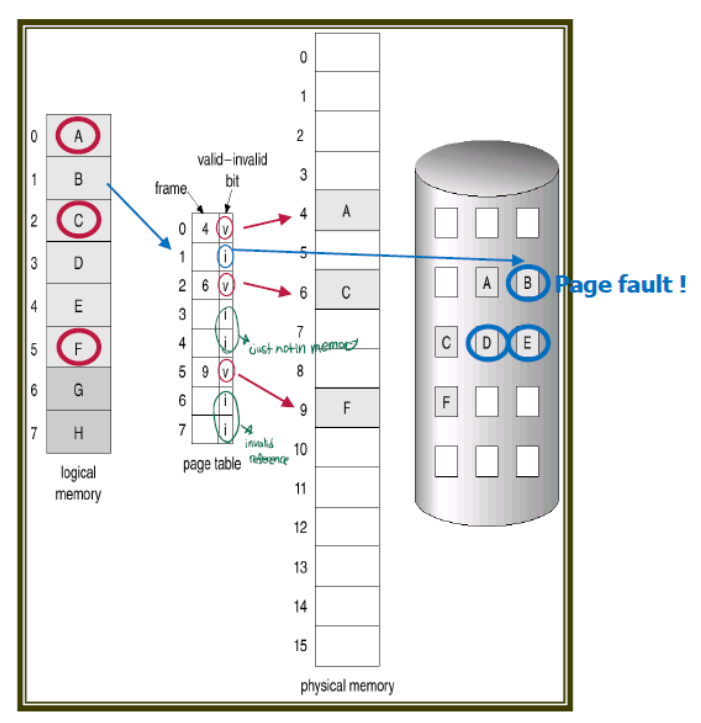 0 A
1 B
2 C
3 D
4 E
5 F
6 G
7 H
logical
memory
valid–invalid
bit
frame
0 4 v
1 i
2 6 v
3 i
4 i
5 9 v
6 i
7 i
page table
just not in memory
invalid
reference
0
1
2
3
4 A
5
6 C
7
8
9 F
10
11
12
13
14
15
physical memory
A B
C D E
F
Page fault !